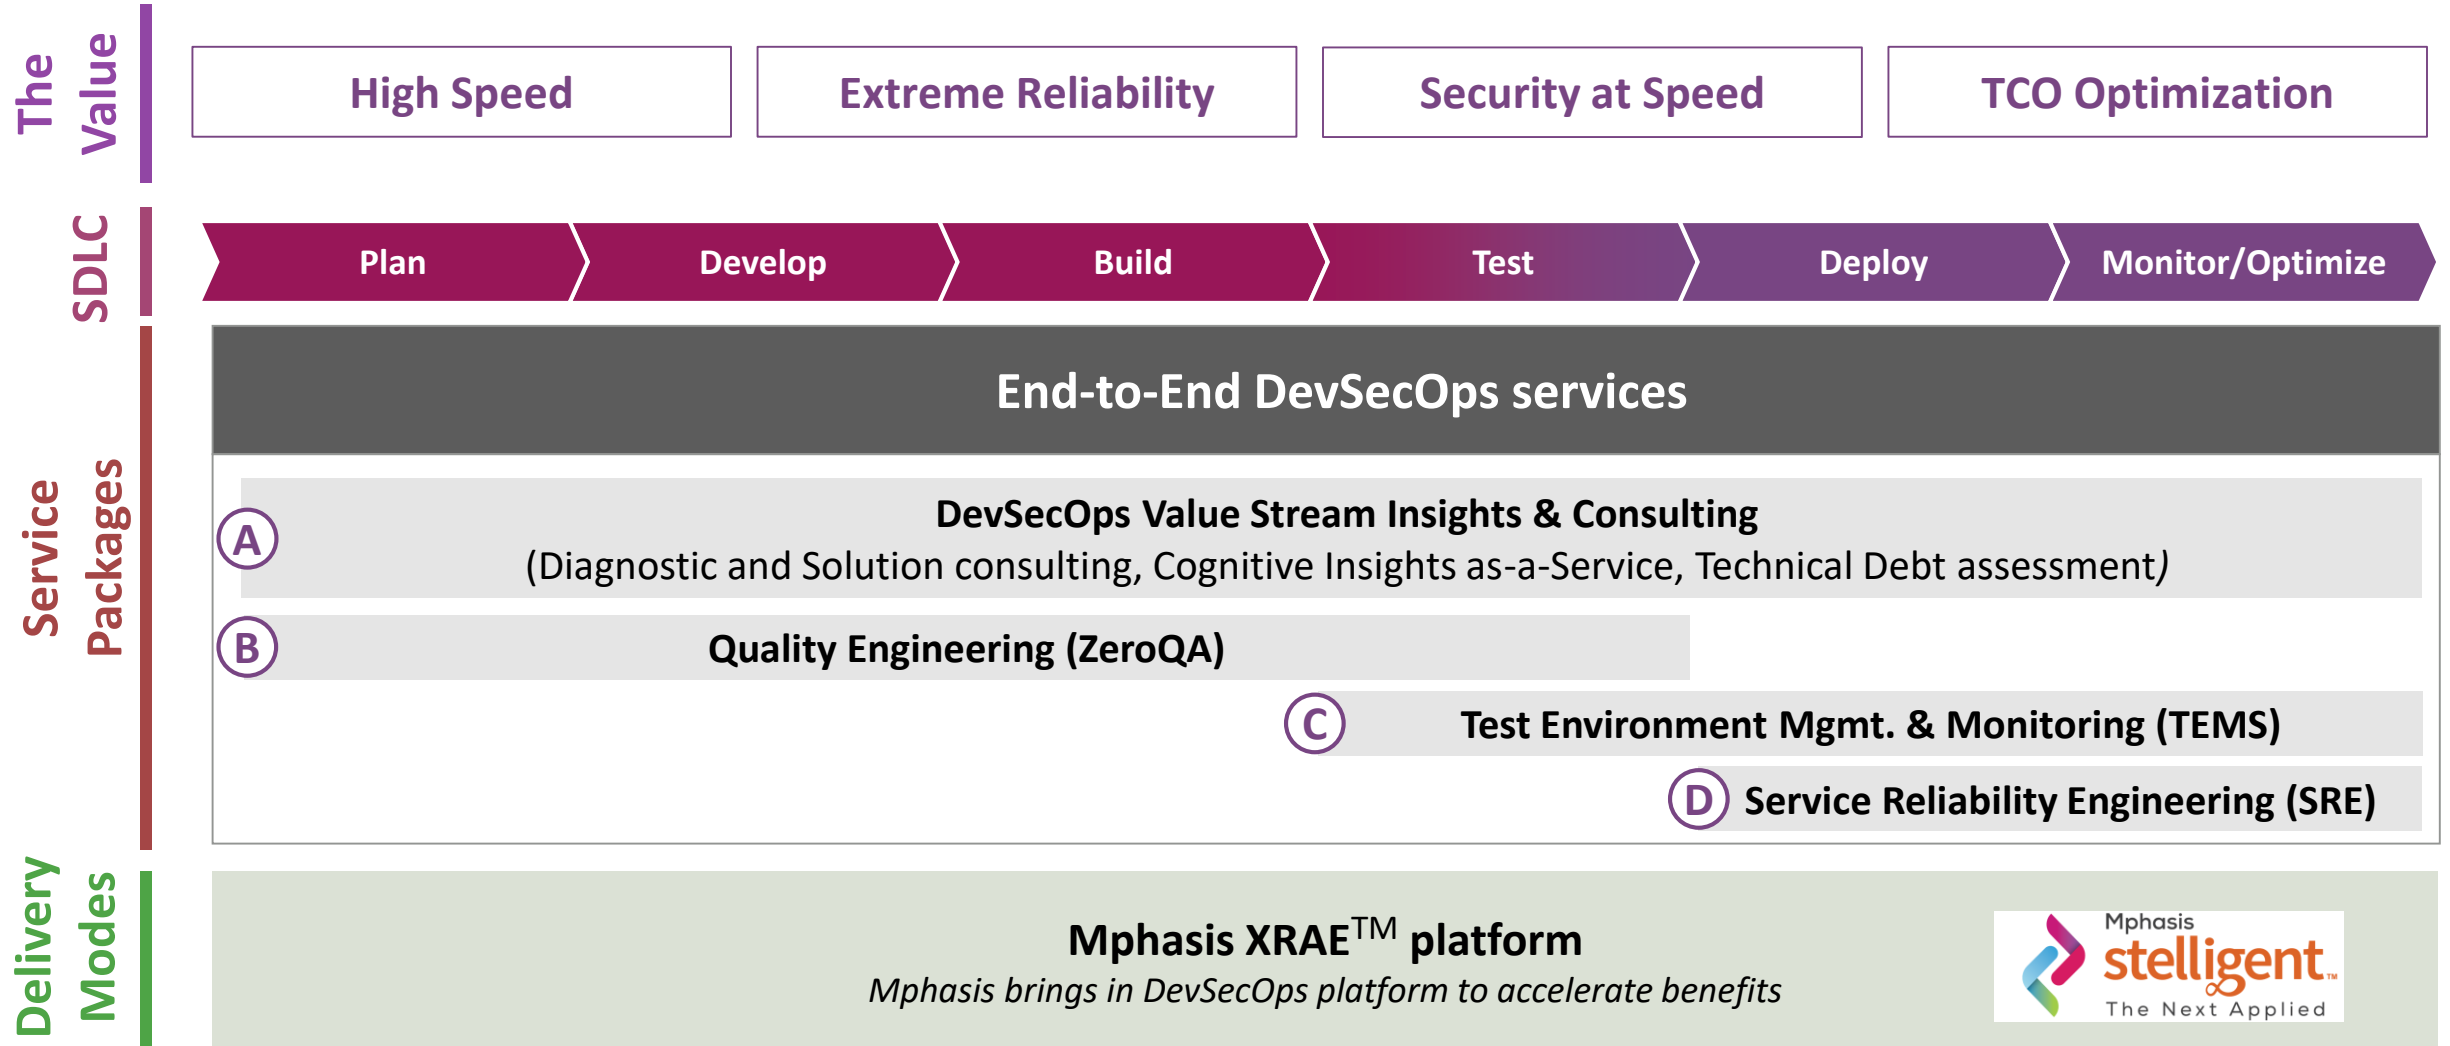 The
Value
High Speed
Extreme Reliability
Security at Speed
TCO Optimization
SDLC
Plan
Develop
Build
Test
Deploy
Monitor/Optimize
Service
Packages
End-to-End DevSecOps services
A
DevSecOps Value Stream Insights & Consulting
(Diagnostic and Solution consulting, Cognitive Insights as-a-Service, Technical Debt assessment)
B
Quality Engineering (ZeroQA)
C
Test Environment Mgmt. & Monitoring (TEMS)
D
Service Reliability Engineering (SRE)
Delivery
Modes
Mphasis XRAE™ platform
Mphasis brings in DevSecOps platform to accelerate benefits
Mphasis
stelligent™
The Next Applied